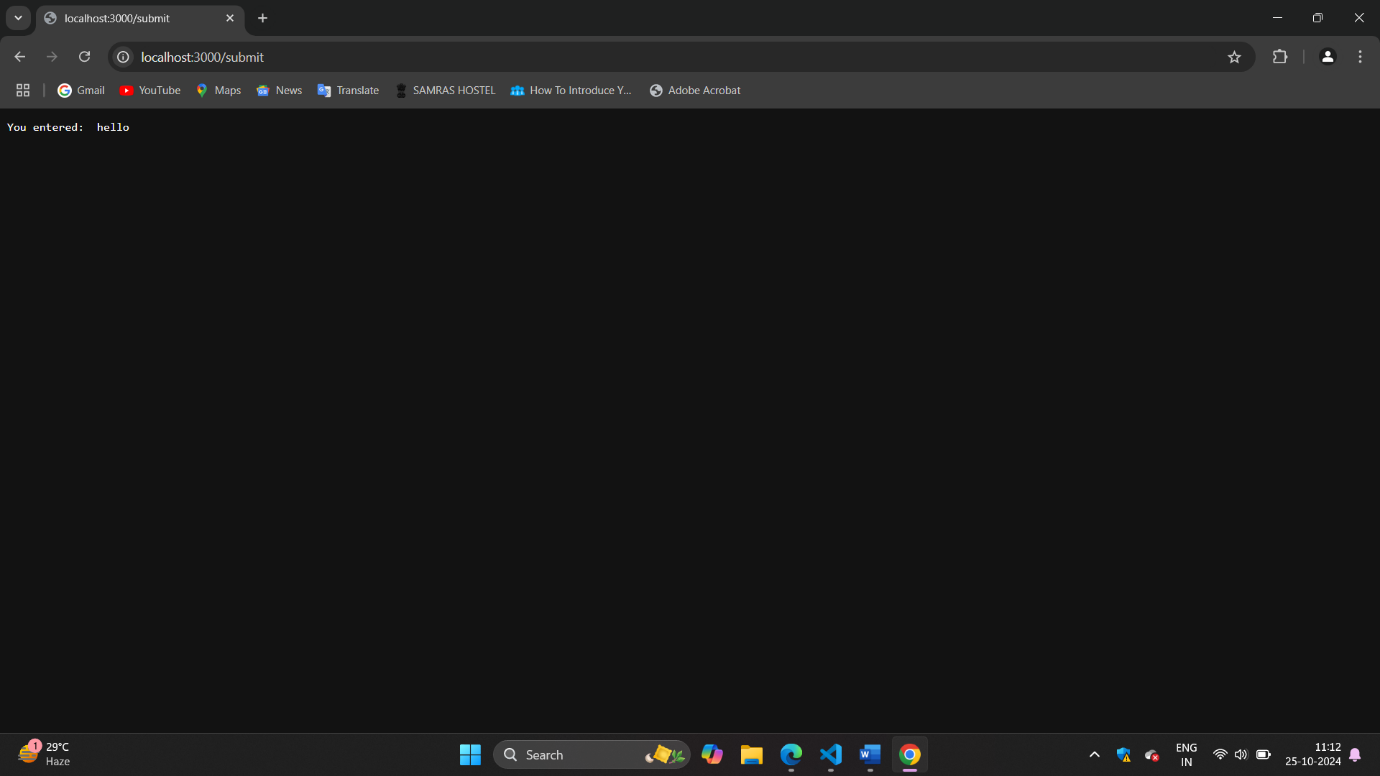 localhost:3000/submit
localhost:3000/submit
Gmail YouTube Maps News Translate SAMRAS HOSTEL How To Introduce Y... Adobe Acrobat
You entered:  hello
1
29°C
Haze
Search
ENG
IN
11:12
25-10-2024